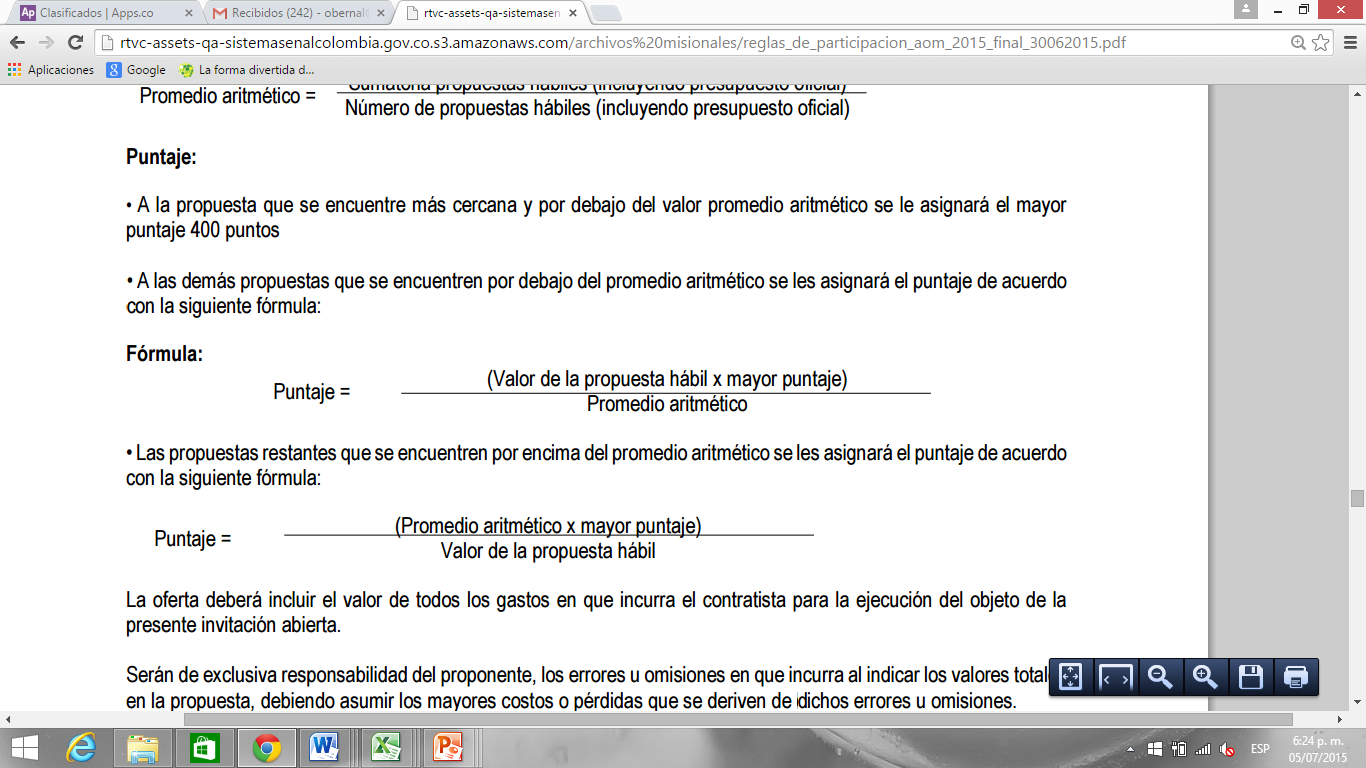 Clasificados | Apps.co
Recibidos (242) - obernal
rtvc-assets-qa-sistemasen
rtvc-assets-qa-sistemasenalcolombia.gov.co.s3.amazonaws.com/archivos%20misionales/reglas_de_participacion_aom_2015_final_30062015.pdf
Aplicaciones
Google
La forma divertida d...
Sumatoria propuestas hábiles (incluyendo presupuesto oficial)
Promedio aritmético =
Número de propuestas hábiles (incluyendo presupuesto oficial)
Puntaje:
• A la propuesta que se encuentre más cercana y por debajo del valor promedio aritmético se le asignará el mayor
puntaje 400 puntos
• A las demás propuestas que se encuentren por debajo del promedio aritmético se les asignará el puntaje de acuerdo
con la siguiente fórmula:
Fórmula:
(Valor de la propuesta hábil x mayor puntaje)
Puntaje =
Promedio aritmético
• Las propuestas restantes que se encuentren por encima del promedio aritmético se les asignará el puntaje de acuerdo
con la siguiente fórmula:
(Promedio aritmético x mayor puntaje)
Puntaje =
Valor de la propuesta hábil
La oferta deberá incluir el valor de todos los gastos en que incurra el contratista para la ejecución del objeto de la
presente invitación abierta.
Serán de exclusiva responsabilidad del proponente, los errores u omisiones en que incurra al indicar los valores total
en la propuesta, debiendo asumir los mayores costos o pérdidas que se deriven de dichos errores u omisiones.
ESP
6:24 p. m.
05/07/2015